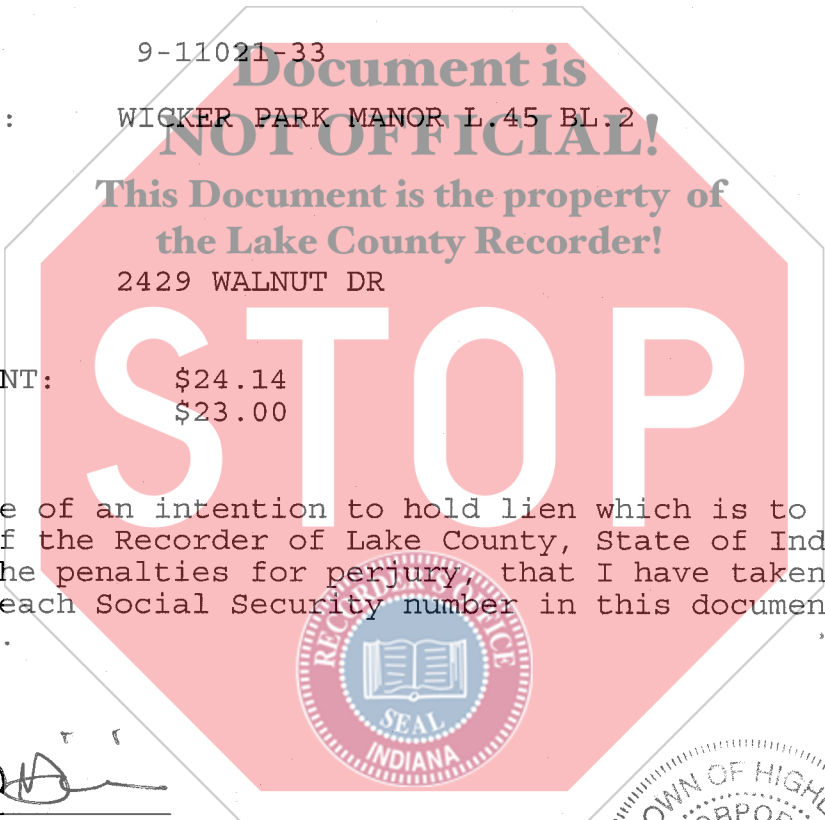 9-11021-33
Document is
: WICKER PARK MANOR L.45 BL.2
NOT OFFICIAL!
This Document is the property of
the Lake County Recorder!
2429 WALNUT DR
STOP
NT: $24.14
$23.00
e of an intention to hold lien which is to
f the Recorder of Lake County, State of Ind
he penalties for perjury, that I have taken
each Social Security number in this documen
.
RECORDER'S OFFICE
SEAL
INDIANA
OWN OF HIGH